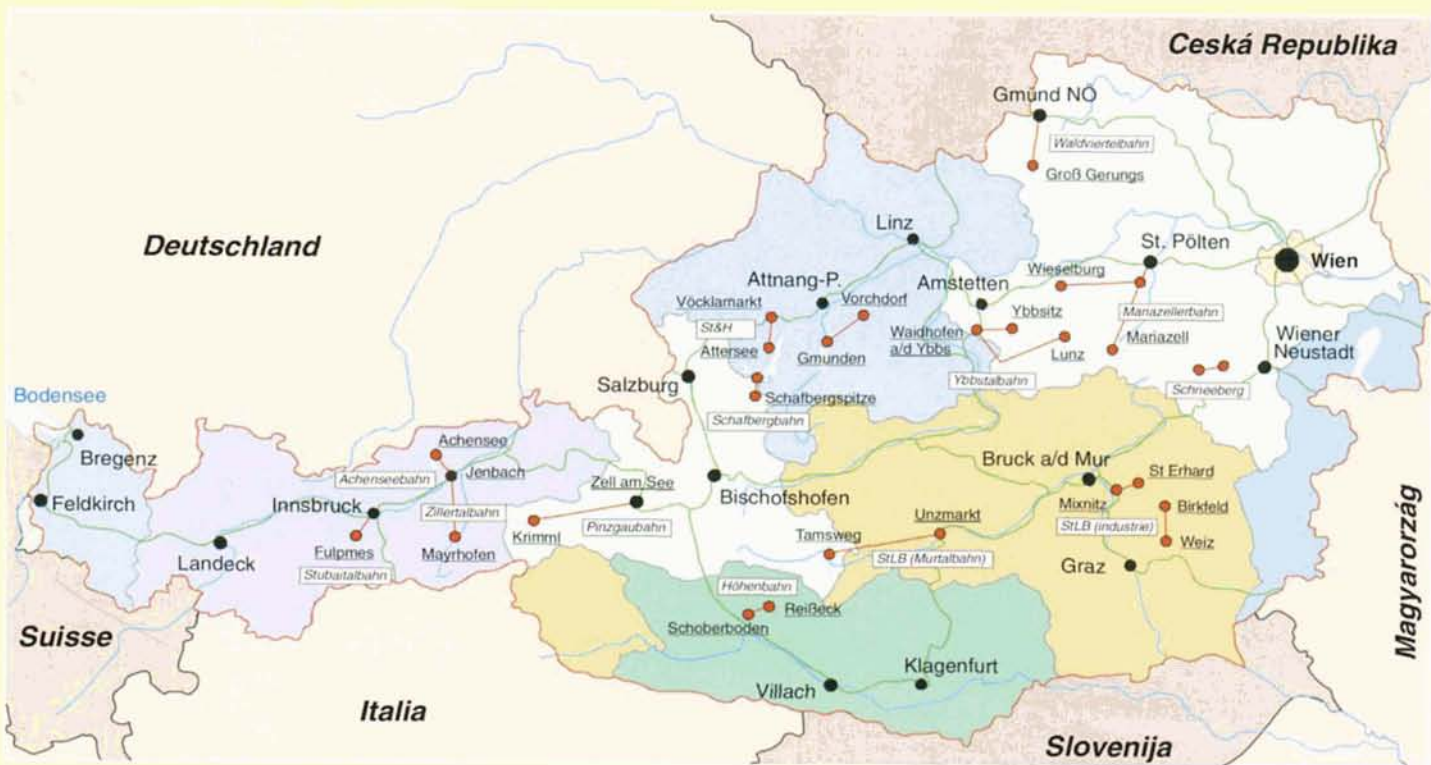 Ceská Republika
Gmünd NÖ
Waldviertelbahn
Groß Gerungs
Deutschland
Linz
St. Pölten
Wien
Attnang-P.
Amstetten
Wieselburg
Vöcklamarkt
Vorchdorf
Ybbsitz
Mariazellerbahn
St&H
Waidhofen
a/d Ybbs
Mariazell
Wiener
Neustadt
Attersee
Gmunden
Lunz
Salzburg
Ybbstalbahn
Schneeberg
Bodensee
Schafbergspitze
Schafbergbahn
Bregenz
Achensee
Achenseebahn
Jenbach
Zell am See
Bischofshofen
Bruck a/d Mur
St Erhard
Feldkirch
Innsbruck
Zillertalbahn
Krimml
Pinzgaubahn
Unzmarkt
Mixnitz
StLB (industrie)
Birkfeld
Landeck
Fulpmes
Stubaitalbahn
Mayrhofen
Tamsweg
StLB (Murtalbahn)
Weiz
Graz
Höhenbahn
Reißeck
Schoberboden
Suisse
Italia
Villach
Klagenfurt
Slovenija
Magyarorzág